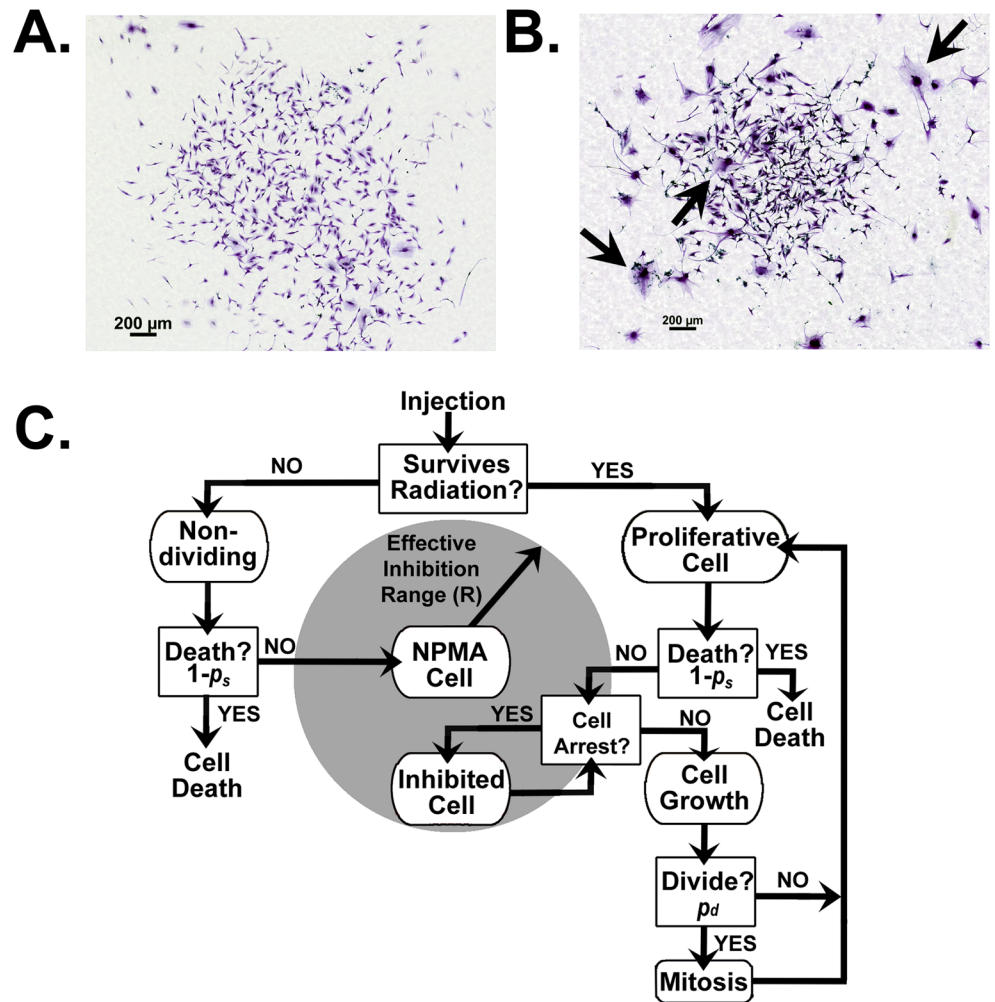 A.
B.
200 µm
200 µm
C.
Injection
Survives
Radiation?
NO
YES
Non-
dividing
Effective
Inhibition
Range (R)
Proliferative
Cell
Death?
1-ps
NO
NPMA
Cell
NO
Death?
1-ps
YES
YES
Cell
Death
YES
Cell
Arrest?
NO
Cell
Death
Inhibited
Cell
Cell
Growth
Divide?
pd
NO
YES
Mitosis